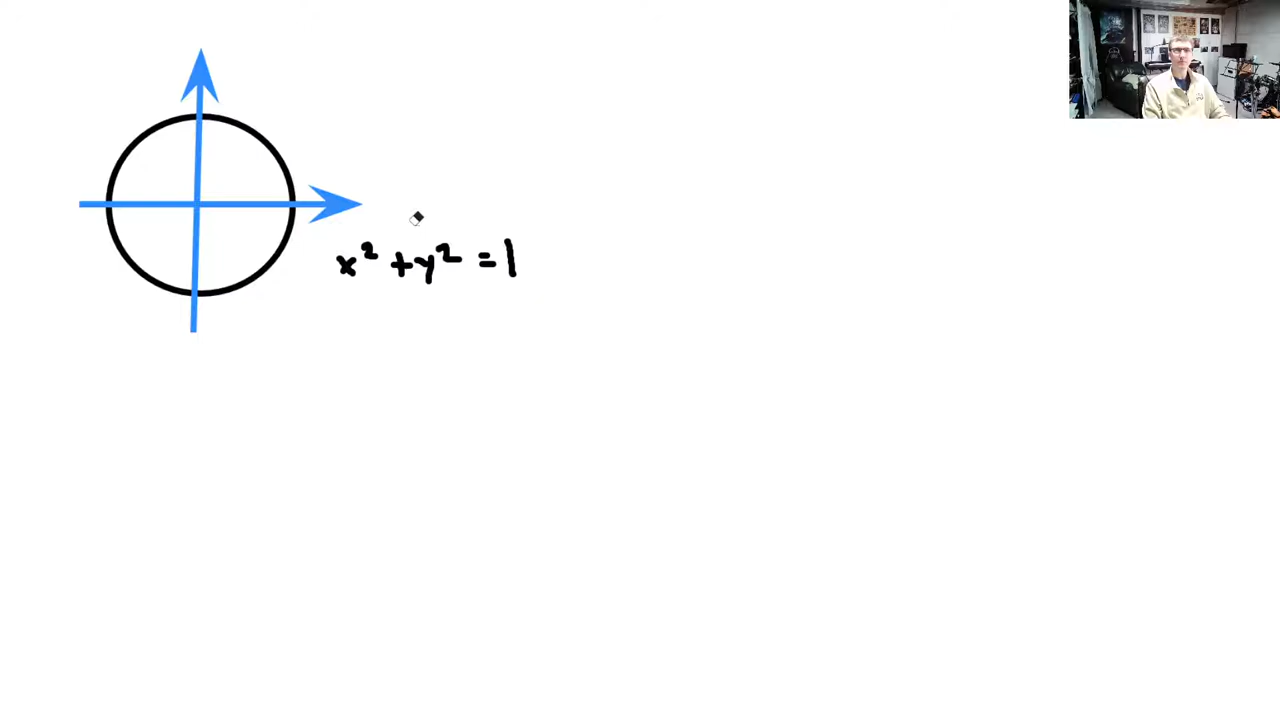 x² + y² = 1